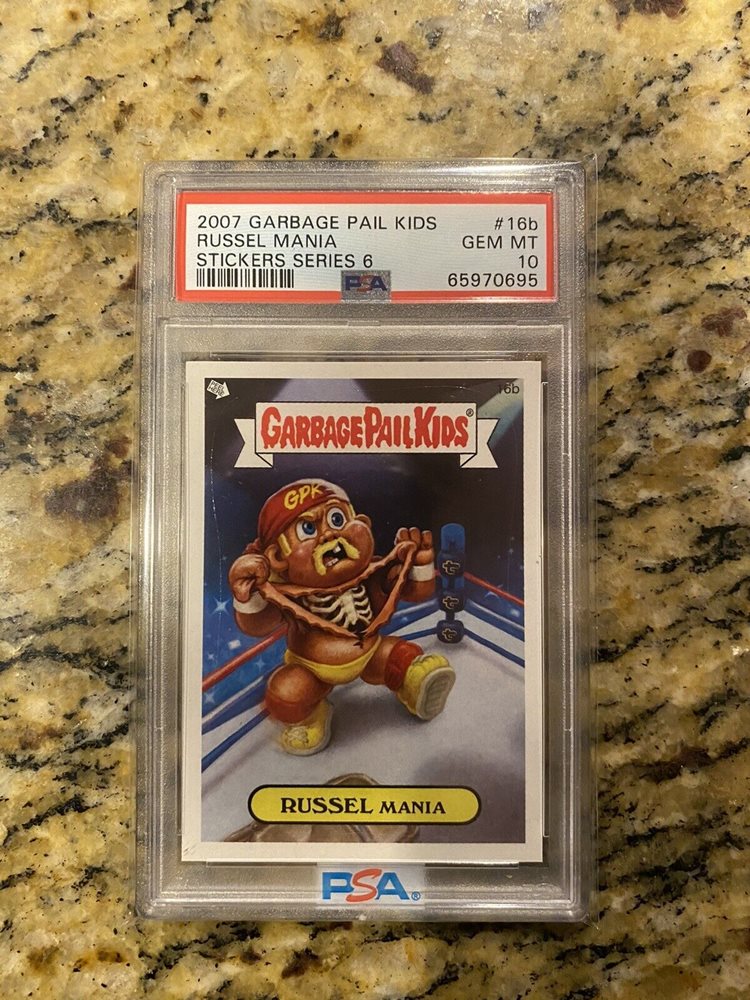 2007 GARBAGE PAIL KIDS #16b
RUSSEL MANIA GEM MT
STICKERS SERIES 6 10
PSA 65970695
16b
GARBAGE PAIL KIDS®
GPK
RUSSEL MANIA
PSA®